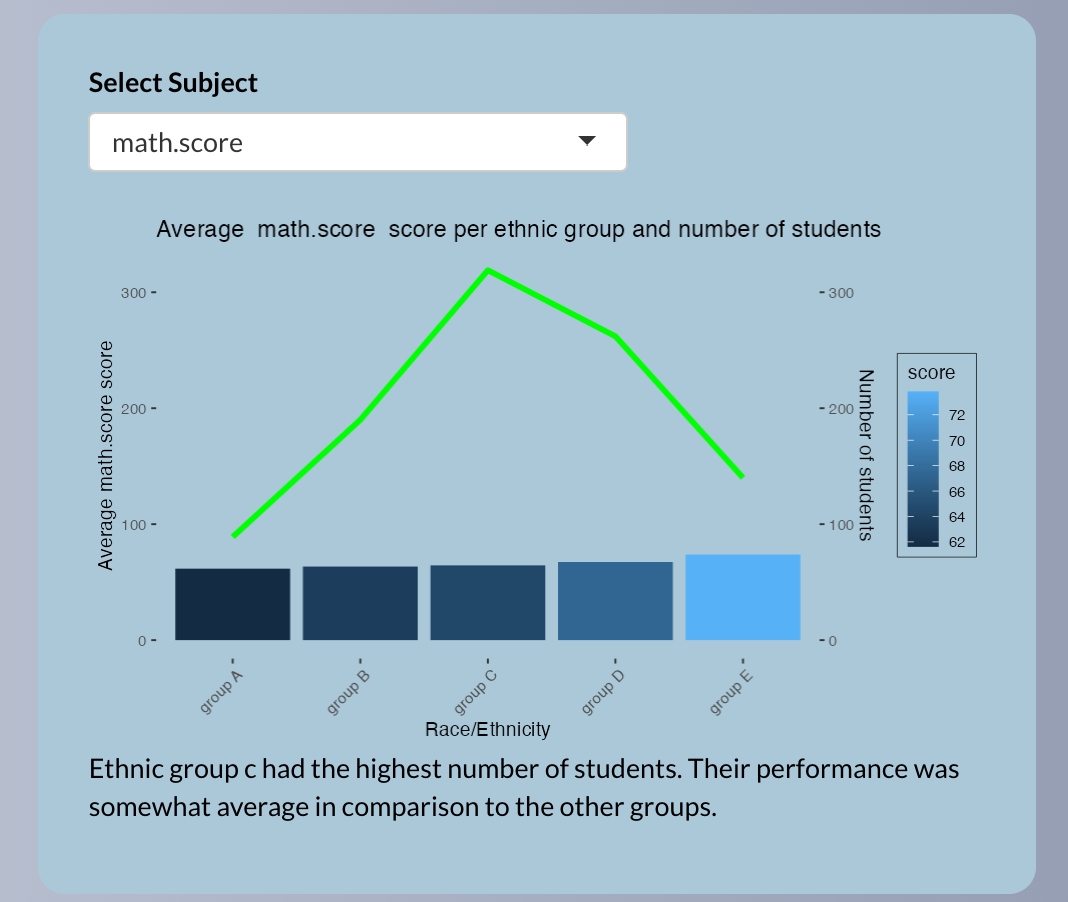 Select Subject
math.score
Average  math.score  score per ethnic group and number of students
Average math.score score
300
200
100
0
300
200
100
0
Number of students
score
72
70
68
66
64
62
group A
group B
group C
group D
group E
Race/Ethnicity
Ethnic group c had the highest number of students. Their performance was
somewhat average in comparison to the other groups.